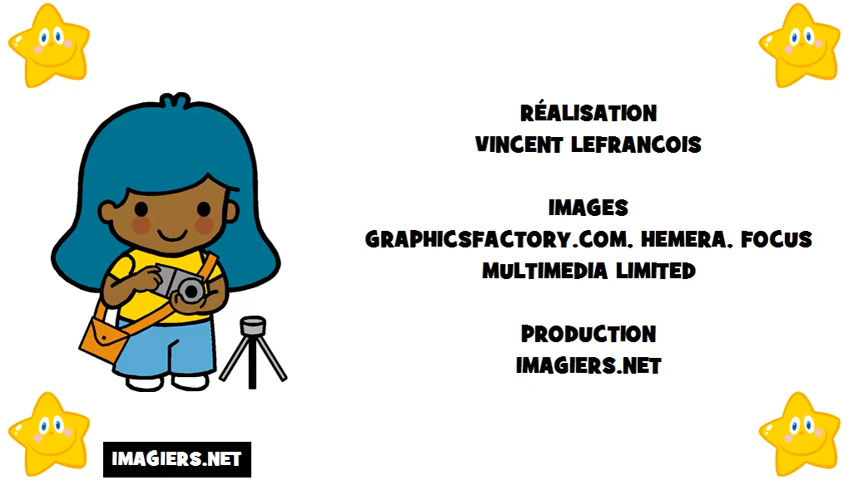 RÉALISATION
VINCENT LEFRANCOIS
IMAGES
GRAPHICSFACTORY.COM, HEMERA, FOCUS
MULTIMEDIA LIMITED
PRODUCTION
IMAGIERS.NET
IMAGIERS.NET